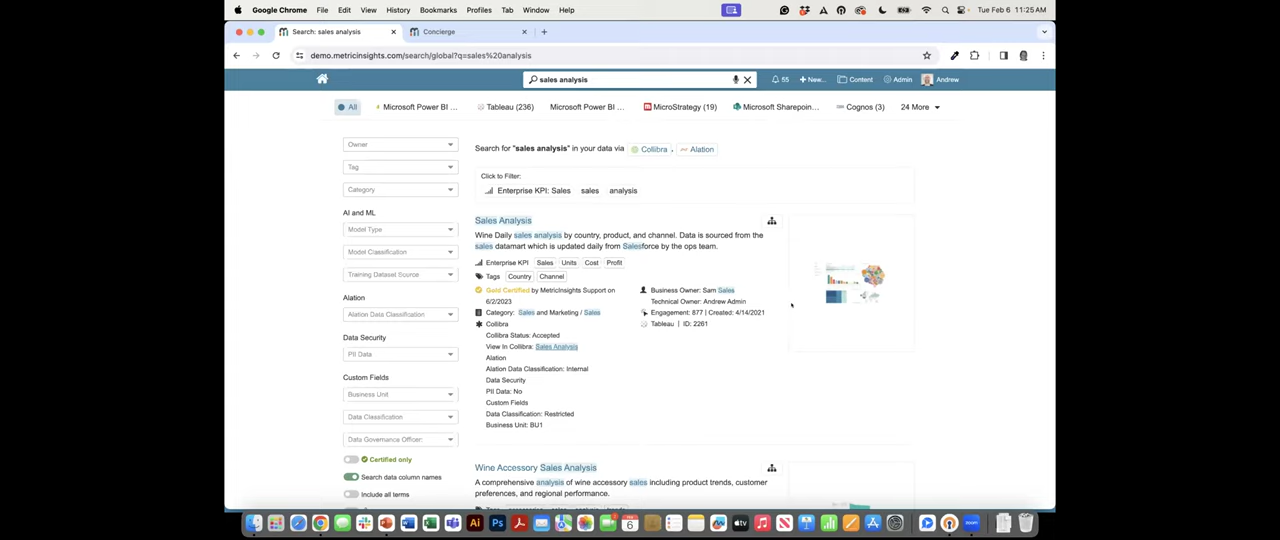 Google Chrome File Edit View History Bookmarks Profiles Tab Window Help Tue Feb 6 11:25 AM
Search: sales analysis Concierge
demo.metricinsights.com/search/global?q=sales%20analysis
sales analysis 55 + New... Content Admin Andrew
All Microsoft Power BI ... Tableau (236) Microsoft Power BI ... MicroStrategy (19) Microsoft Sharepoin... Cognos (3) 24 More
Owner
Tag
Category
AI and ML
Model Type
Model Classification
Training Dataset Source
Alation
Alation Data Classification
Data Security
PII Data
Custom Fields
Business Unit
Data Classification
Data Governance Officer:
Certified only
Search data column names
Include all terms
Search for "sales analysis" in your data via Collibra , Alation
Click to Filter:
Enterprise KPI: Sales sales analysis
Sales Analysis
Wine Daily sales analysis by country, product, and channel. Data is sourced from the
sales datamart which is updated daily from Salesforce by the ops team.
Enterprise KPI Sales Units Cost Profit
Tags Country Channel
Gold Certified by MetricInsights Support on
6/2/2023
Category: Sales and Marketing / Sales
Collibra
Collibra Status: Accepted
View In Collibra: Sales Analysis
Alation
Alation Data Classification: Internal
Data Security
PII Data: No
Custom Fields
Data Classification: Restricted
Business Unit: BU1
Business Owner: Sam Sales
Technical Owner: Andrew Admin
Engagement: 877 | Created: 4/14/2021
Tableau | ID: 2261
Wine Accessory Sales Analysis
A comprehensive analysis of wine accessory sales including product trends, customer
preferences, and regional performance.